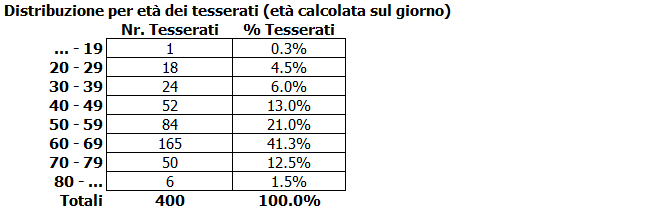 Distribuzione per età dei tesserati (età calcolata sul giorno)
Nr. Tesserati % Tesserati
... - 19 1 0.3%
20 - 29 18 4.5%
30 - 39 24 6.0%
40 - 49 52 13.0%
50 - 59 84 21.0%
60 - 69 165 41.3%
70 - 79 50 12.5%
80 - ... 6 1.5%
Totali 400 100.0%